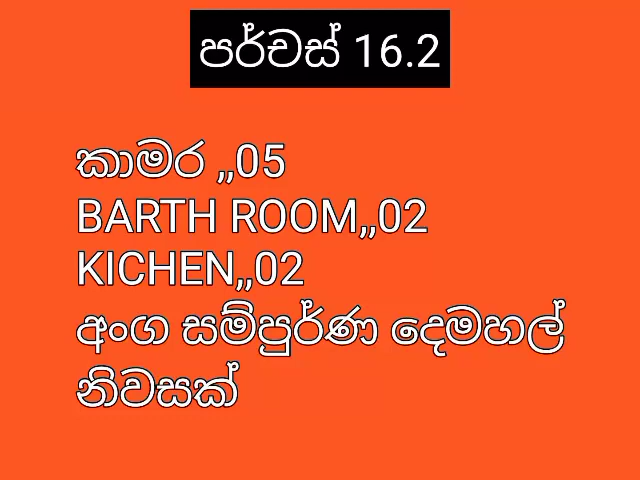 පර්චස් 16.2
කාමර ,,05
BARTH ROOM,,02
KICHEN,,02
අංග සම්පුර්ණ දෙමහල්
නිවසක්